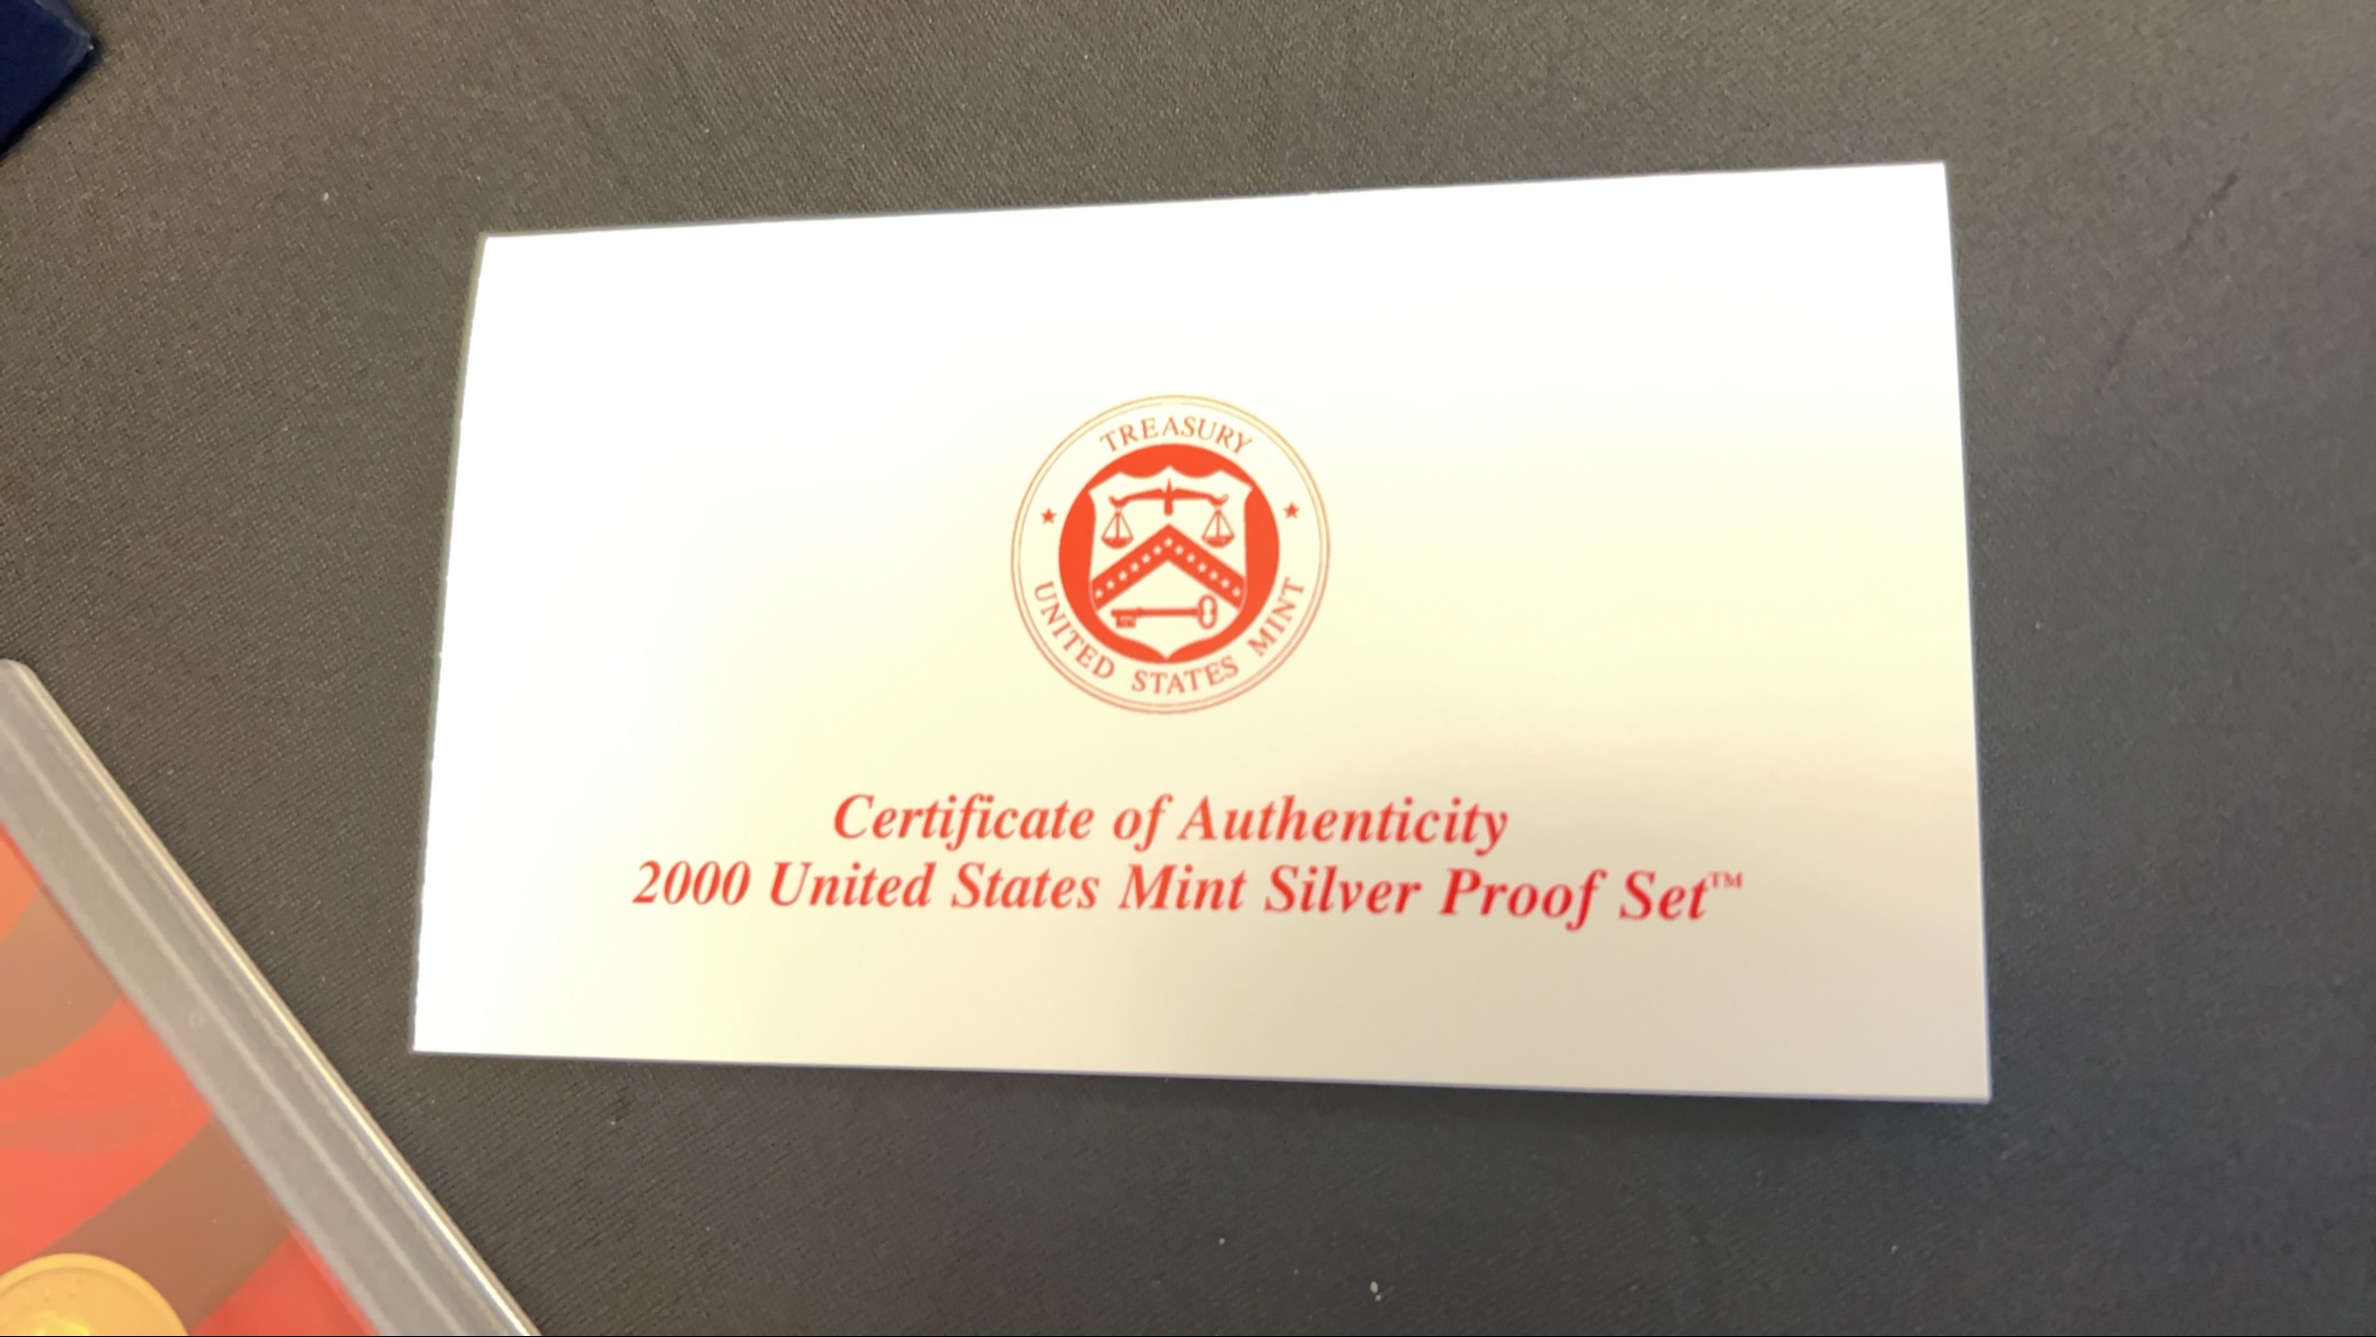 TREASURY
UNITED STATES MINT
Certificate of Authenticity
2000 United States Mint Silver Proof Set™